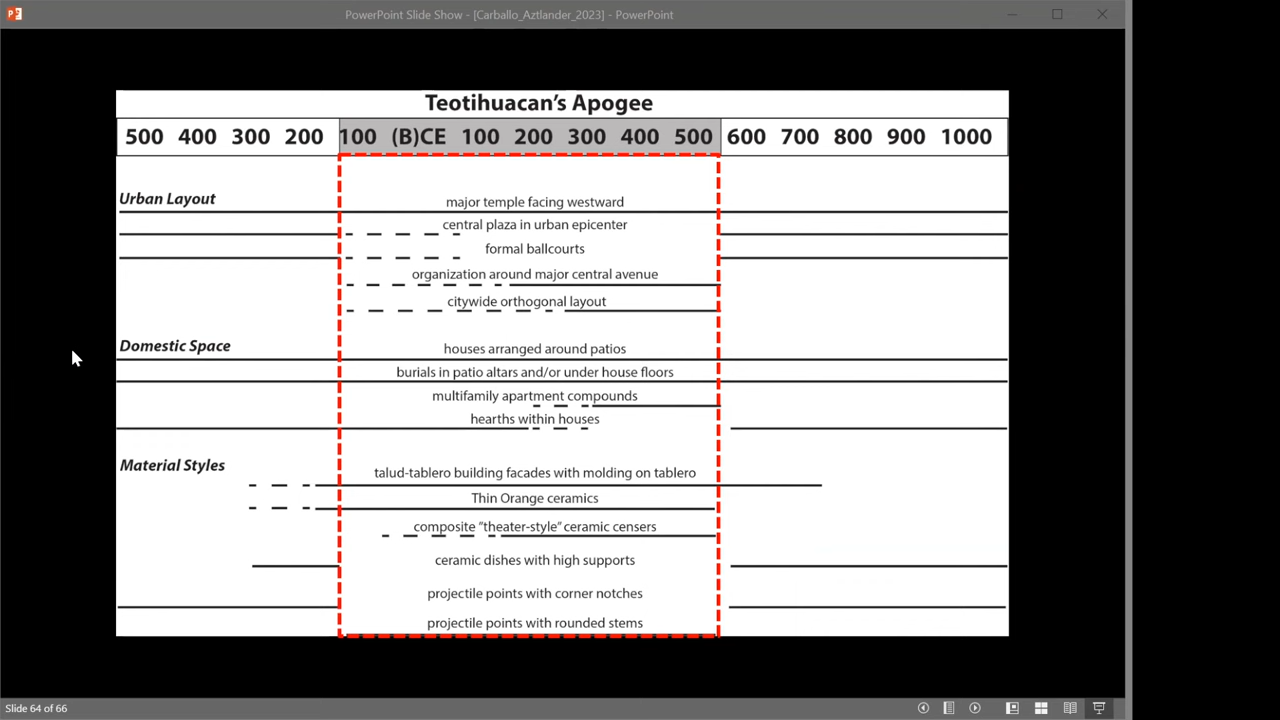 PowerPoint Slide Show - [Carballo_Aztlander_2023] - PowerPoint
Teotihuacan's Apogee
500 400 300 200 100 (B)CE 100 200 300 400 500 600 700 800 900 1000
Urban Layout
major temple facing westward
central plaza in urban epicenter
formal ballcourts
organization around major central avenue
citywide orthogonal layout
Domestic Space
houses arranged around patios
burials in patio altars and/or under house floors
multifamily apartment compounds
hearths within houses
Material Styles
talud-tablero building facades with molding on tablero
Thin Orange ceramics
composite "theater-style" ceramic censers
ceramic dishes with high supports
projectile points with corner notches
projectile points with rounded stems
Slide 64 of 66